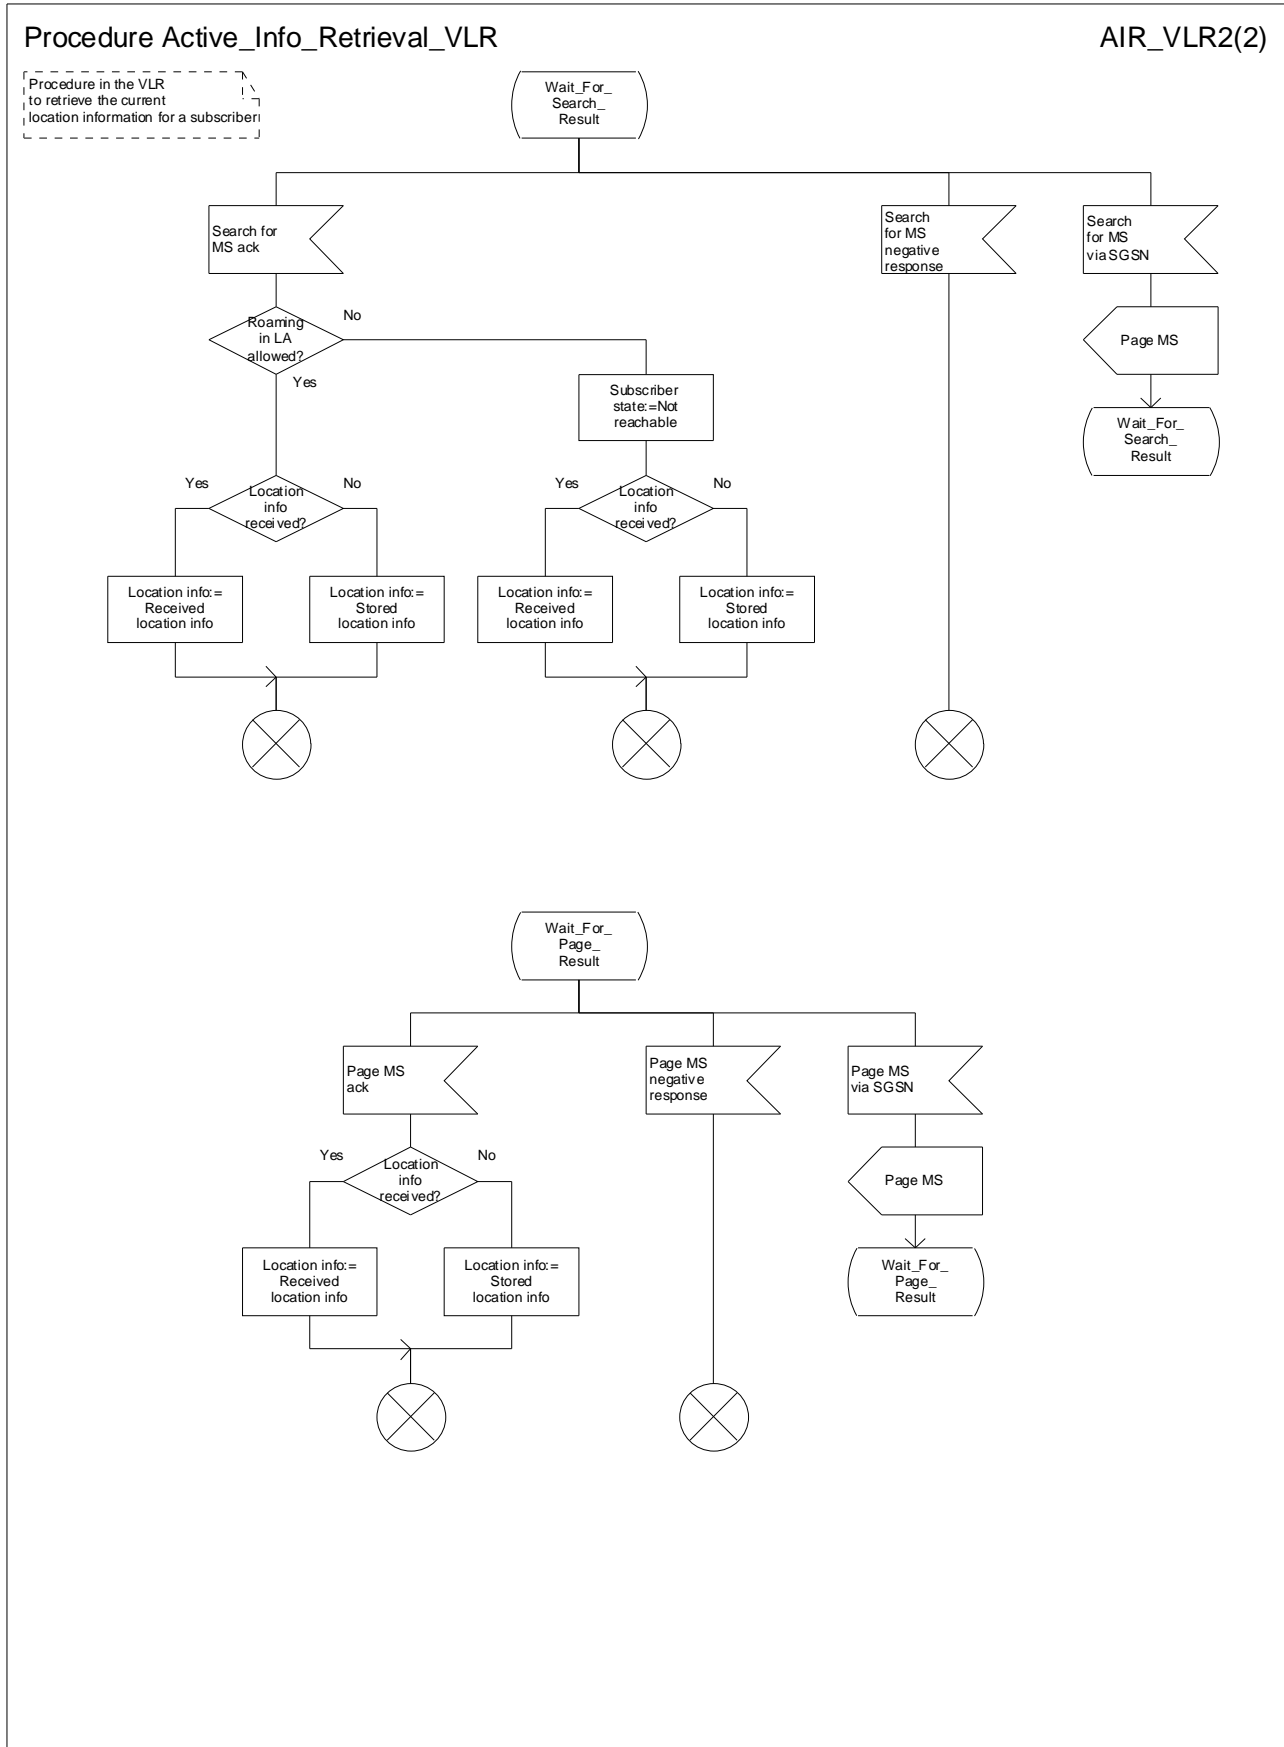 Procedure Active_Info_Retrieval_VLR
AIR_VLR2(2)
Procedure in the VLR
to retrieve the current
location information for a subscriber
Wait_For_
Search_
Result
Search for
MS ack
Search
for MS
negative
response
Search
for MS
via SGSN
Roaming
in LA
allowed?
No
Yes
Page MS
Subscriber
state:=Not
reachable
Wait_For_
Search_
Result
Yes
Location
info
received?
No
Yes
Location
info
received?
No
Location info:=
Received
location info
Location info:=
Stored
location info
Location info:=
Received
location info
Location info:=
Stored
location info
Wait_For_
Page_
Result
Page MS
ack
Page MS
negative
response
Page MS
via SGSN
Yes
Location
info
received?
No
Page MS
Location info:=
Received
location info
Location info:=
Stored
location info
Wait_For_
Page_
Result